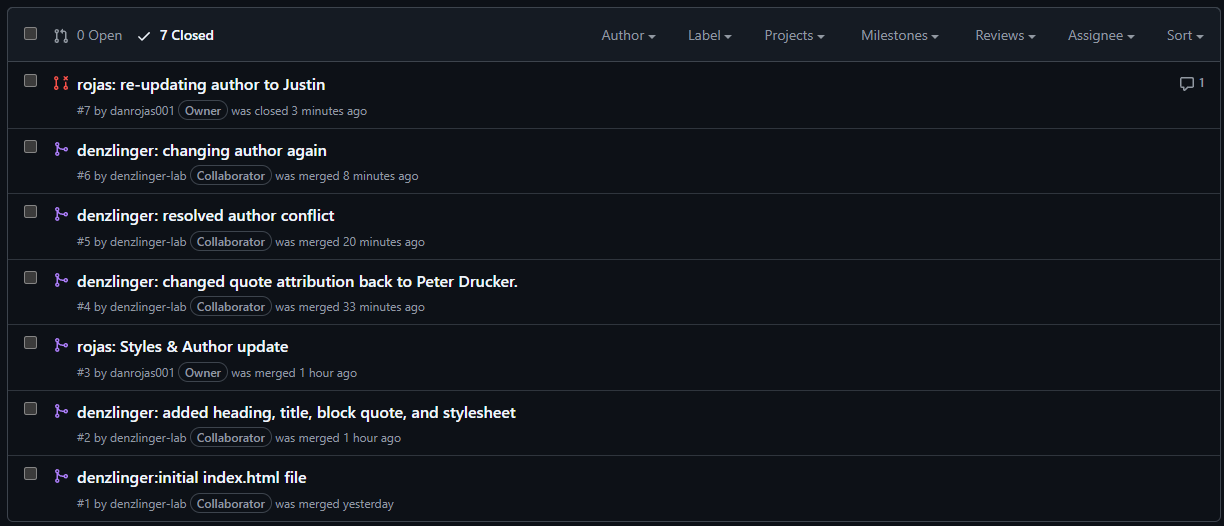 0 Open 7 Closed Author Label Projects Milestones Reviews Assignee Sort
rojas: re-updating author to Justin 1
#7 by danrojas001 Owner was closed 3 minutes ago
denzlinger: changing author again
#6 by denzlinger-lab Collaborator was merged 8 minutes ago
denzlinger: resolved author conflict
#5 by denzlinger-lab Collaborator was merged 20 minutes ago
denzlinger: changed quote attribution back to Peter Drucker.
#4 by denzlinger-lab Collaborator was merged 33 minutes ago
rojas: Styles & Author update
#3 by danrojas001 Owner was merged 1 hour ago
denzlinger: added heading, title, block quote, and stylesheet
#2 by denzlinger-lab Collaborator was merged 1 hour ago
denzlinger:initial index.html file
#1 by denzlinger-lab Collaborator was merged yesterday